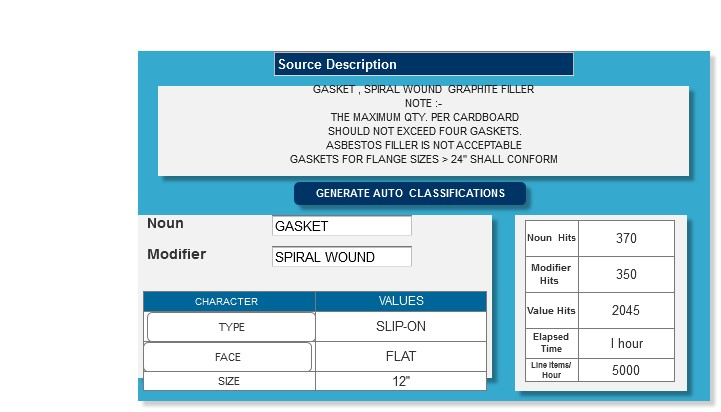 Source Description
GASKET , SPIRAL WOUND GRAPHITE FILLER
NOTE :-
THE MAXIMUM QTY. PER CARDBOARD
SHOULD NOT EXCEED FOUR GASKETS.
ASBESTOS FILLER IS NOT ACCEPTABLE
GASKETS FOR FLANGE SIZES > 24" SHALL CONFORM
GENERATE AUTO CLASSIFICATIONS
Noun GASKET
Modifier SPIRAL WOUND
CHARACTER VALUES
TYPE SLIP-ON
FACE FLAT
SIZE 12"
Noun Hits 370
Modifier
Hits 350
Value Hits 2045
Elapsed
Time I hour
Line items/
Hour 5000